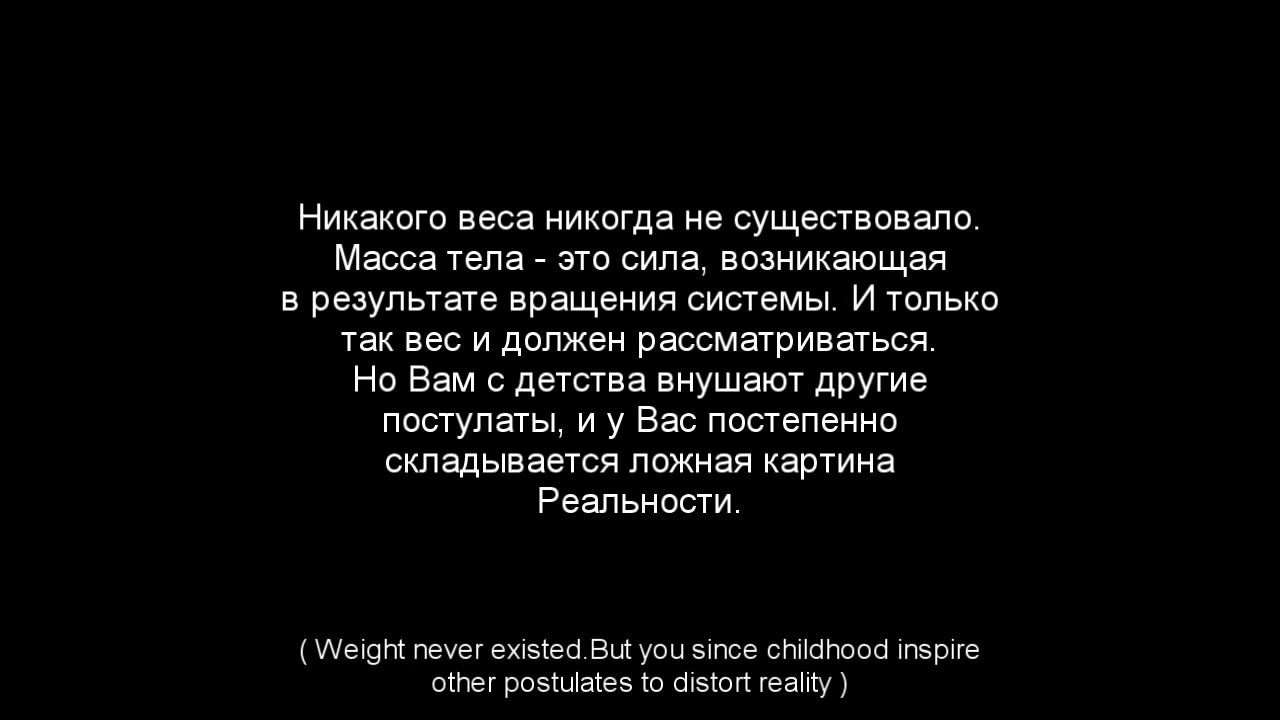 Никакого веса никогда не существовало.
Масса тела - это сила, возникающая
в результате вращения системы. И только
так вес и должен рассматриваться.
Но Вам с детства внушают другие
постулаты, и у Вас постепенно
складывается ложная картина
Реальности.
( Weight never existed.But you since childhood inspire
other postulates to distort reality )